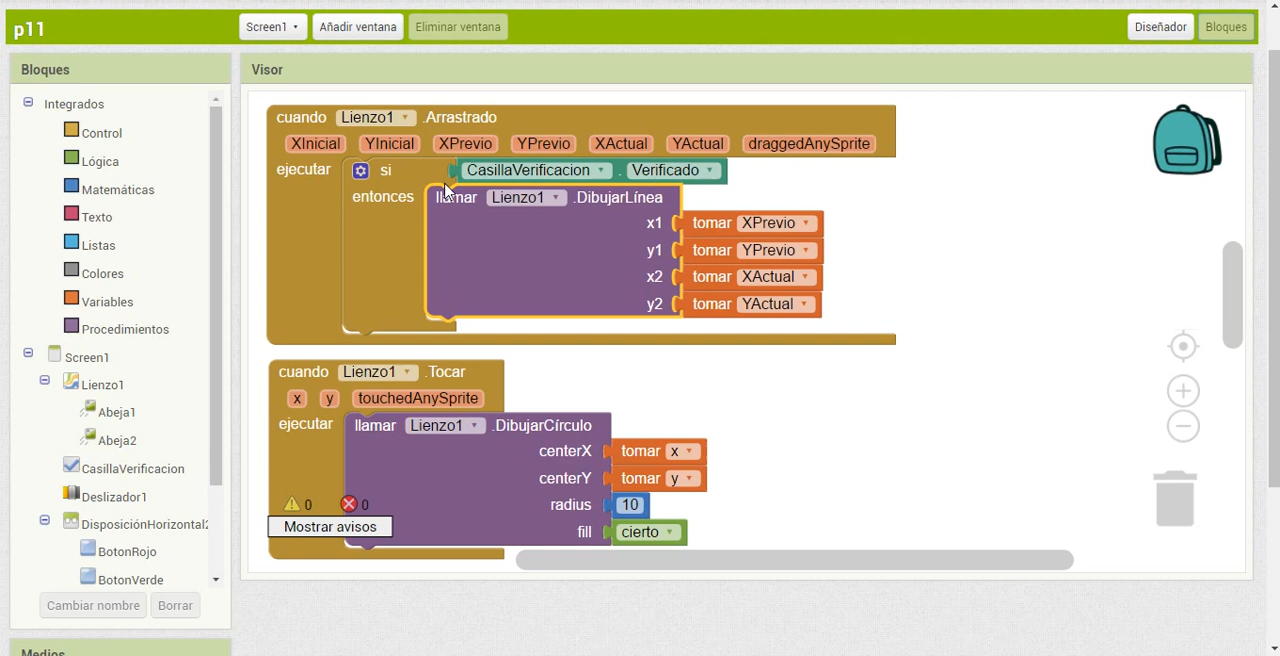 p11 Screen1 Añadir ventana Eliminar ventana Diseñador Bloques
Bloques
Integrados
Control
Lógica
Matemáticas
Texto
Listas
Colores
Variables
Procedimientos
Screen1
Lienzo1
Abeja1
Abeja2
CasillaVerificacion
Deslizador1
DisposiciónHorizontal2
BotonRojo
BotonVerde
Cambiar nombre Borrar
Medios
Visor
cuando Lienzo1 .Arrastrado
XInicial YInicial XPrevio YPrevio XActual YActual draggedAnySprite
ejecutar si CasillaVerificacion . Verificado
entonces llamar Lienzo1 .DibujarLínea
x1 tomar XPrevio
y1 tomar YPrevio
x2 tomar XActual
y2 tomar YActual
cuando Lienzo1 .Tocar
x y touchedAnySprite
ejecutar llamar Lienzo1 .DibujarCírculo
centerX tomar x
centerY tomar y
radius 10
fill cierto
0 0
Mostrar avisos